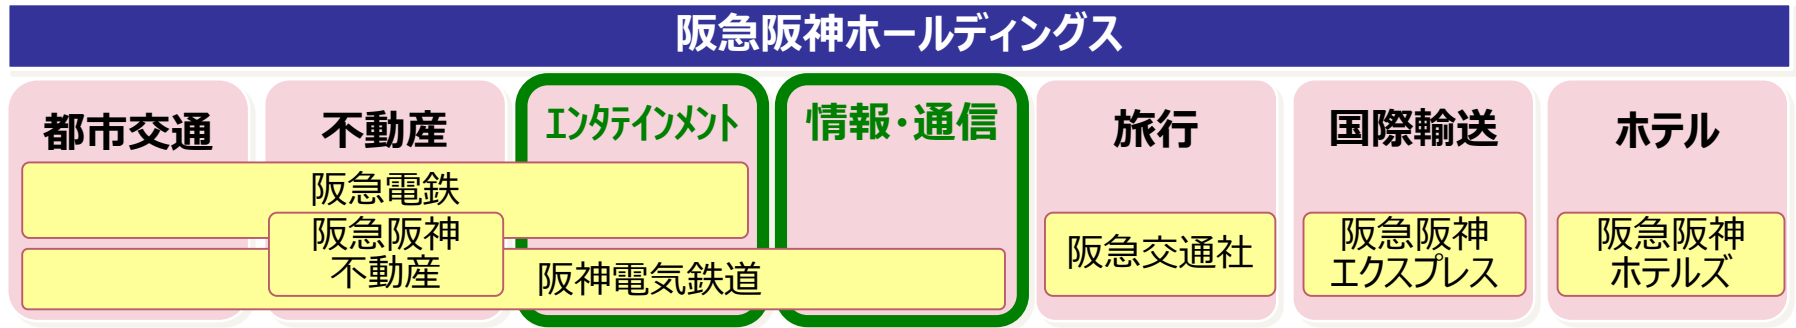 阪急阪神ホールディングス
都市交通
不動産
エンタテインメント
情報・通信
旅行
国際輸送
ホテル
阪急電鉄
阪急阪神
不動産
阪神電気鉄道
阪急交通社
阪急阪神
エクスプレス
阪急阪神
ホテルズ